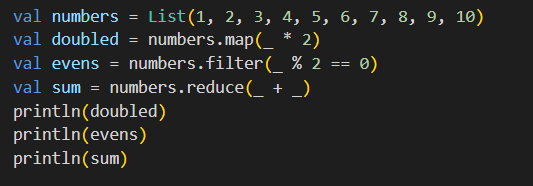 val numbers = List(1, 2, 3, 4, 5, 6, 7, 8, 9, 10)
val doubled = numbers.map(_ * 2)
val evens = numbers.filter(_ % 2 == 0)
val sum = numbers.reduce(_ + _)
println(doubled)
println(evens)
println(sum)